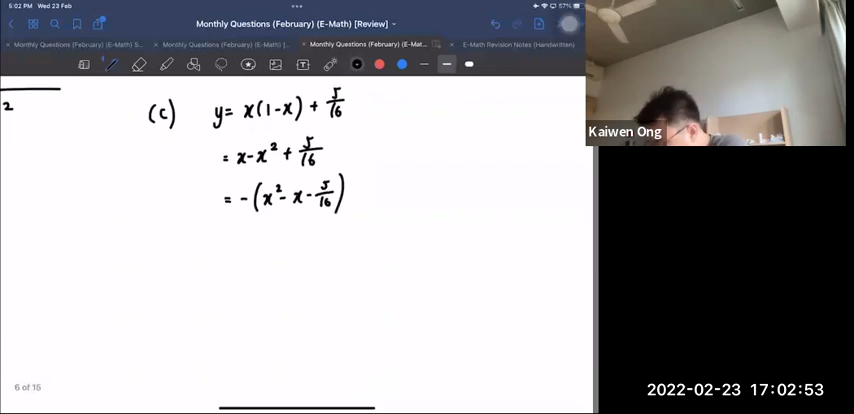 5:02 PM Wed 23 Feb
57%
Monthly Questions (February) (E-Math) [Review]
Monthly Questions (February) (E-Math) S...
Monthly Questions (February) (E-Math) [...
Monthly Questions (February) (E-Mat...
E-Math Revision Notes (Handwritten)
2
(c) y = x(1-x) + 5/16
= x - x² + 5/16
= -(x² - x - 5/16)
6 of 15
Kaiwen Ong
2022-02-23 17:02:53